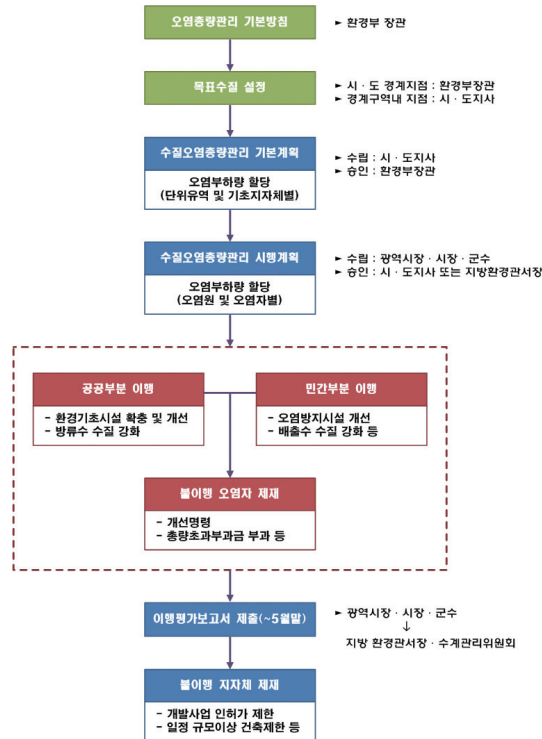 오염총량관리 기본방침
► 환경부 장관
목표수질 설정
► 시 · 도 경계지점 : 환경부장관
► 경계구역내 지점 : 시 · 도지사
수질오염총량관리 기본계획
오염부하량 할당
(단위유역 및 기초지자체별)
► 수립 : 시 · 도지사
► 승인 : 환경부장관
수질오염총량관리 시행계획
오염부하량 할당
(오염원 및 오염자별)
► 수립 : 광역시장 · 시장 · 군수
► 승인 : 시 · 도지사 또는 지방환경관서장
공공부분 이행
- 환경기초시설 확충 및 개선
- 방류수 수질 강화
민간부분 이행
- 오염방지시설 개선
- 배출수 수질 강화 등
불이행 오염자 제재
- 개선명령
- 총량초과부과금 부과 등
이행평가보고서 제출(~5월말)
► 광역시장 · 시장 · 군수
↓
지방 환경관서장 · 수계관리위원회
불이행 지자체 제재
- 개발사업 인허가 제한
- 일정 규모이상 건축제한 등